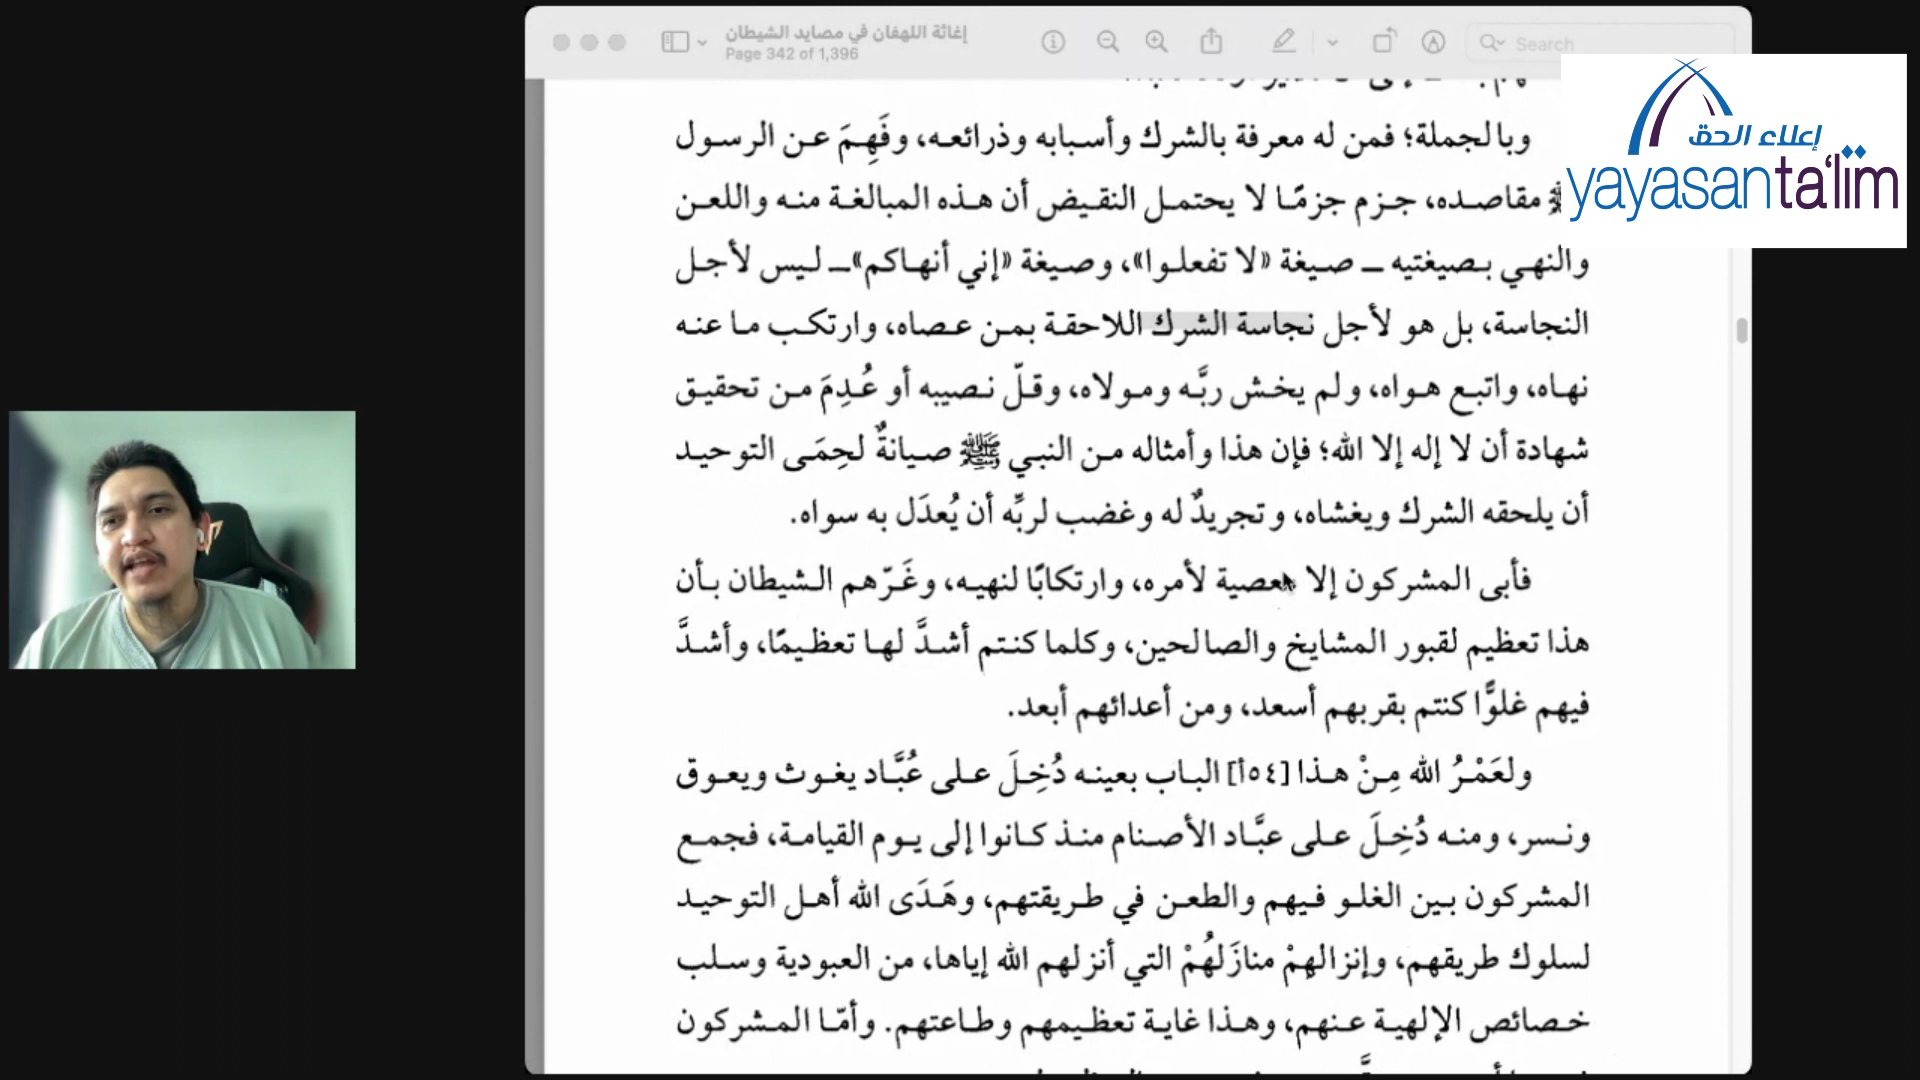 إغاثة اللهفان في مصايد الشيطان
Page 342 of 1,396
Search
إعلاء الحق
yayasanta'lim
وبالجملة؛ فمن له معرفة بالشرك وأسبابه وذرائعه، وفَهِمَ عن الرسول
ﷺ مقاصده، جزم جزمًا لا يحتمل النقيض أن هذه المبالغة منه واللعن
والنهي بصيغتيه ــ صيغة «لا تفعلوا»، وصيغة «إني أنهاكم»ــ ليس لأجل
النجاسة، بل هو لأجل نجاسة الشرك اللاحقة بمن عصاه، وارتكب ما عنه
نهاه، واتبع هواه، ولم يخش ربَّه ومولاه، وقلّ نصيبه أو عُدِمَ من تحقيق
شهادة أن لا إله إلا الله؛ فإن هذا وأمثاله من النبي ﷺ صيانةٌ لحِمَى التوحيد
أن يلحقه الشرك ويغشاه، وتجريدٌ له وغضب لربِّه أن يُعدَل به سواه.
فأبى المشركون إلا معصية لأمره، وارتكابًا لنهيه، وغَرّهم الشيطان بأن
هذا تعظيم لقبور المشايخ والصالحين، وكلما كنتم أشدَّ لها تعظيمًا، وأشدَّ
فيهم غلوًّا كنتم بقربهم أسعد، ومن أعدائهم أبعد.
ولعَمْرُ الله مِنْ هذا [٥٤أ] الباب بعينه دُخِلَ على عُبَّاد يغوث ويعوق
ونسر، ومنه دُخِلَ على عبَّاد الأصنام منذ كانوا إلى يوم القيامة، فجمع
المشركون بين الغلو فيهم والطعن في طريقتهم، وهَدَى الله أهل التوحيد
لسلوك طريقهم، وإنزالهِمْ منازَلهُمْ التي أنزلهم الله إياها، من العبودية وسلب
خصائص الإلهية عنهم، وهذا غاية تعظيمهم وطاعتهم. وأمّا المشركون